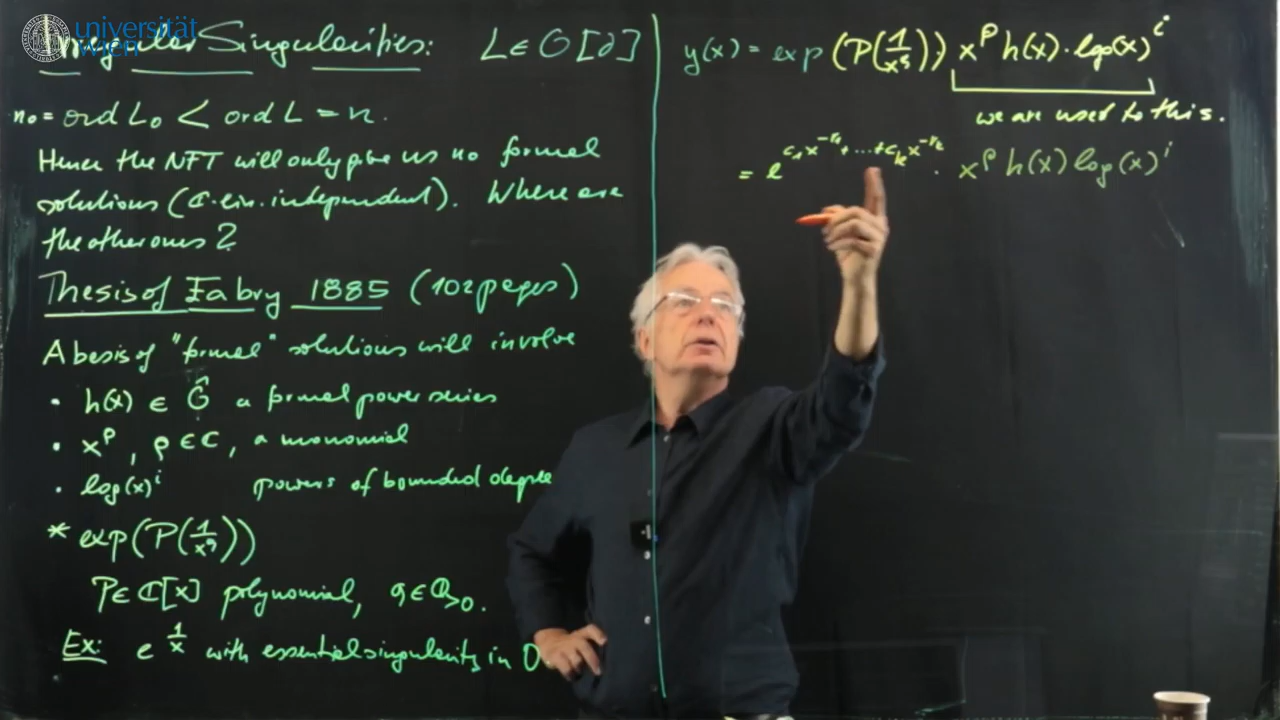 universität
wien
Irregular Singularities: L ∈ O[∂]
n₀ = ord L₀ < ord L = n.
Hence the NFT will only give us n₀ formal
solutions (ℂ-lin. independent). Where are
the other ones?
Thesis of Fabry 1885 (102 pages)
A basis of "formal" solutions will involve
• h(x) ∈ Ô a formal power series
• x^ρ, ρ ∈ ℂ, a monomial
• log(x)^i powers of bounded degree
* exp(P(1/x^q))
P ∈ ℂ[x] polynomial, q ∈ ℚ>0.
Ex: e^(1/x) with essential singularity in 0
y(x) = exp(P(1/x^q)) x^ρ h(x)·log(x)^i
we are used to this.
= e^(c₁x^(-r₁)+...+c_k x^(-r_k)) · x^ρ h(x) log(x)^i